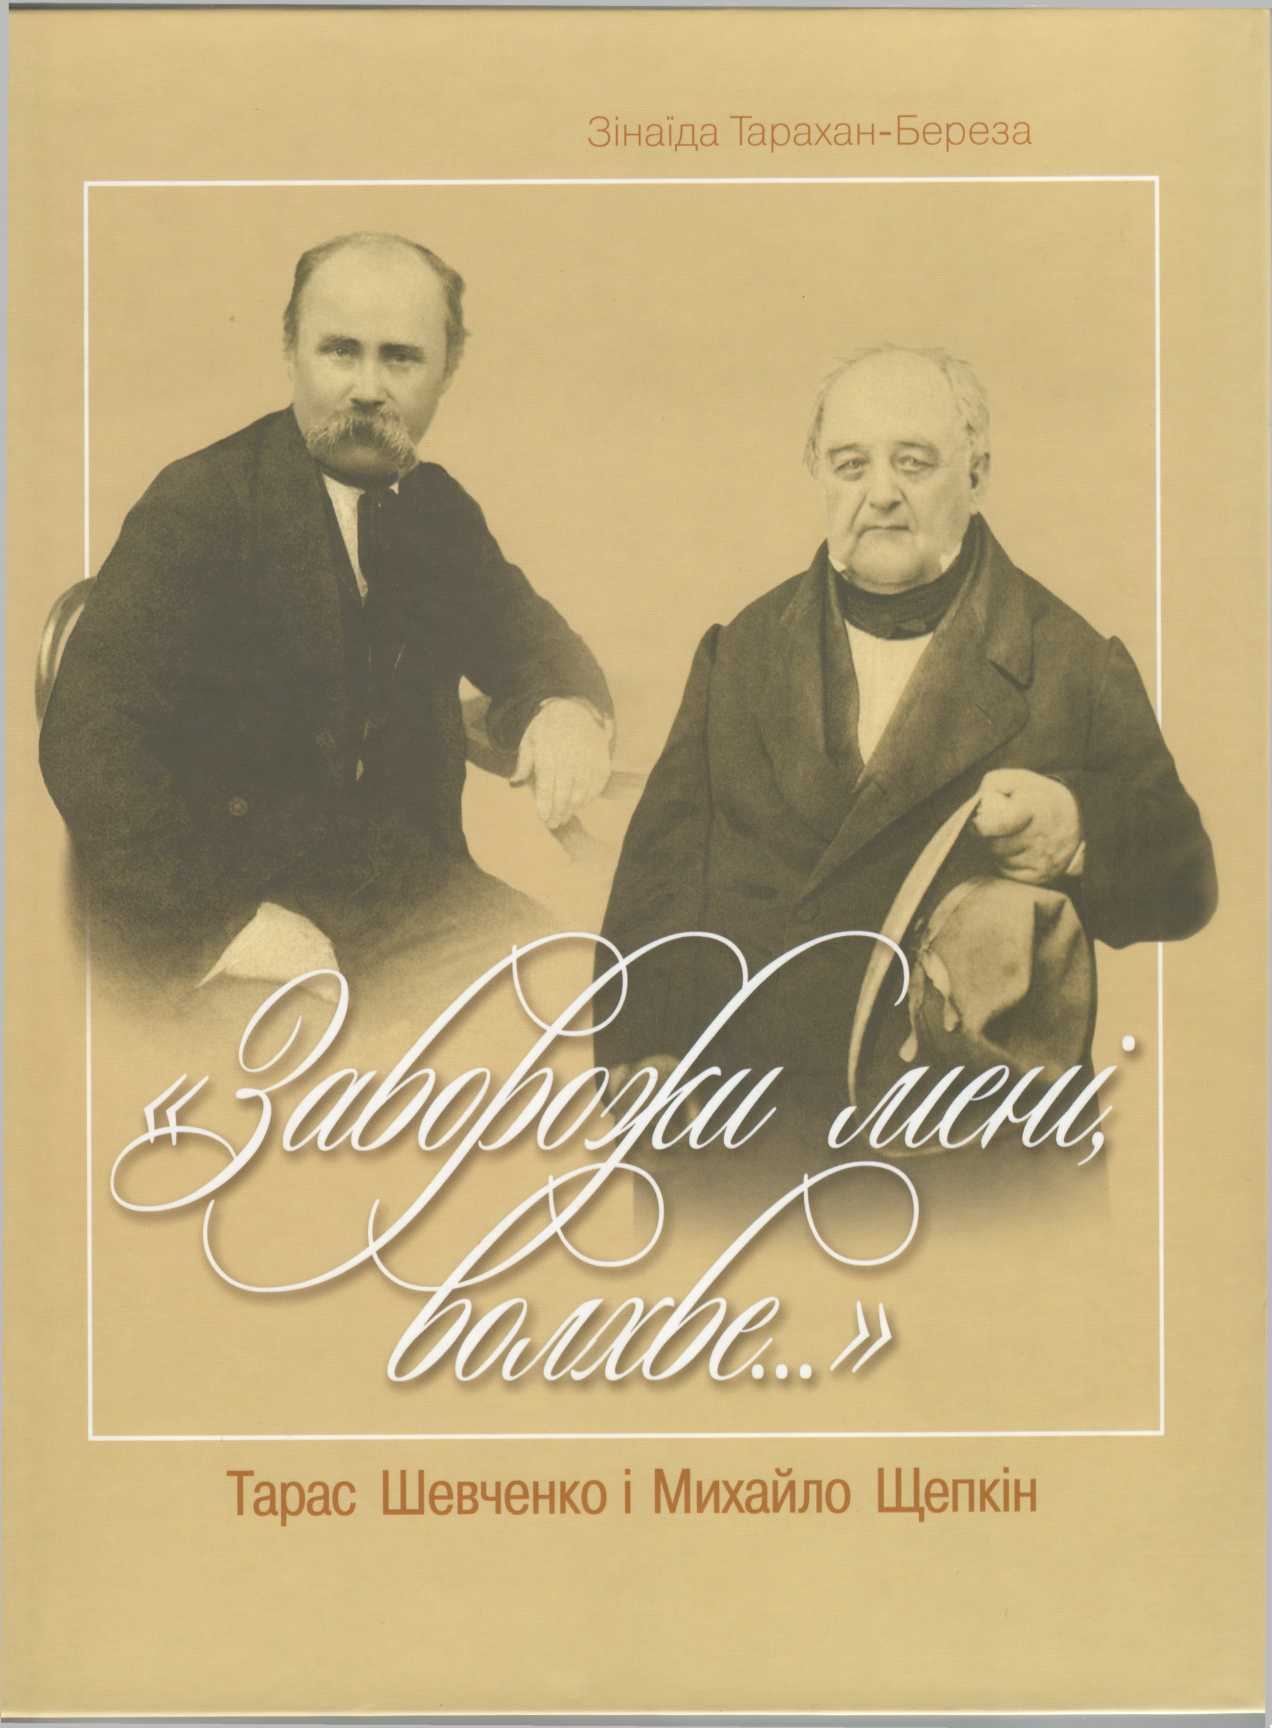 Зінаїда Тарахан-Береза
«Заворожи мені,
волхве...»
Тарас Шевченко і Михайло Щепкін